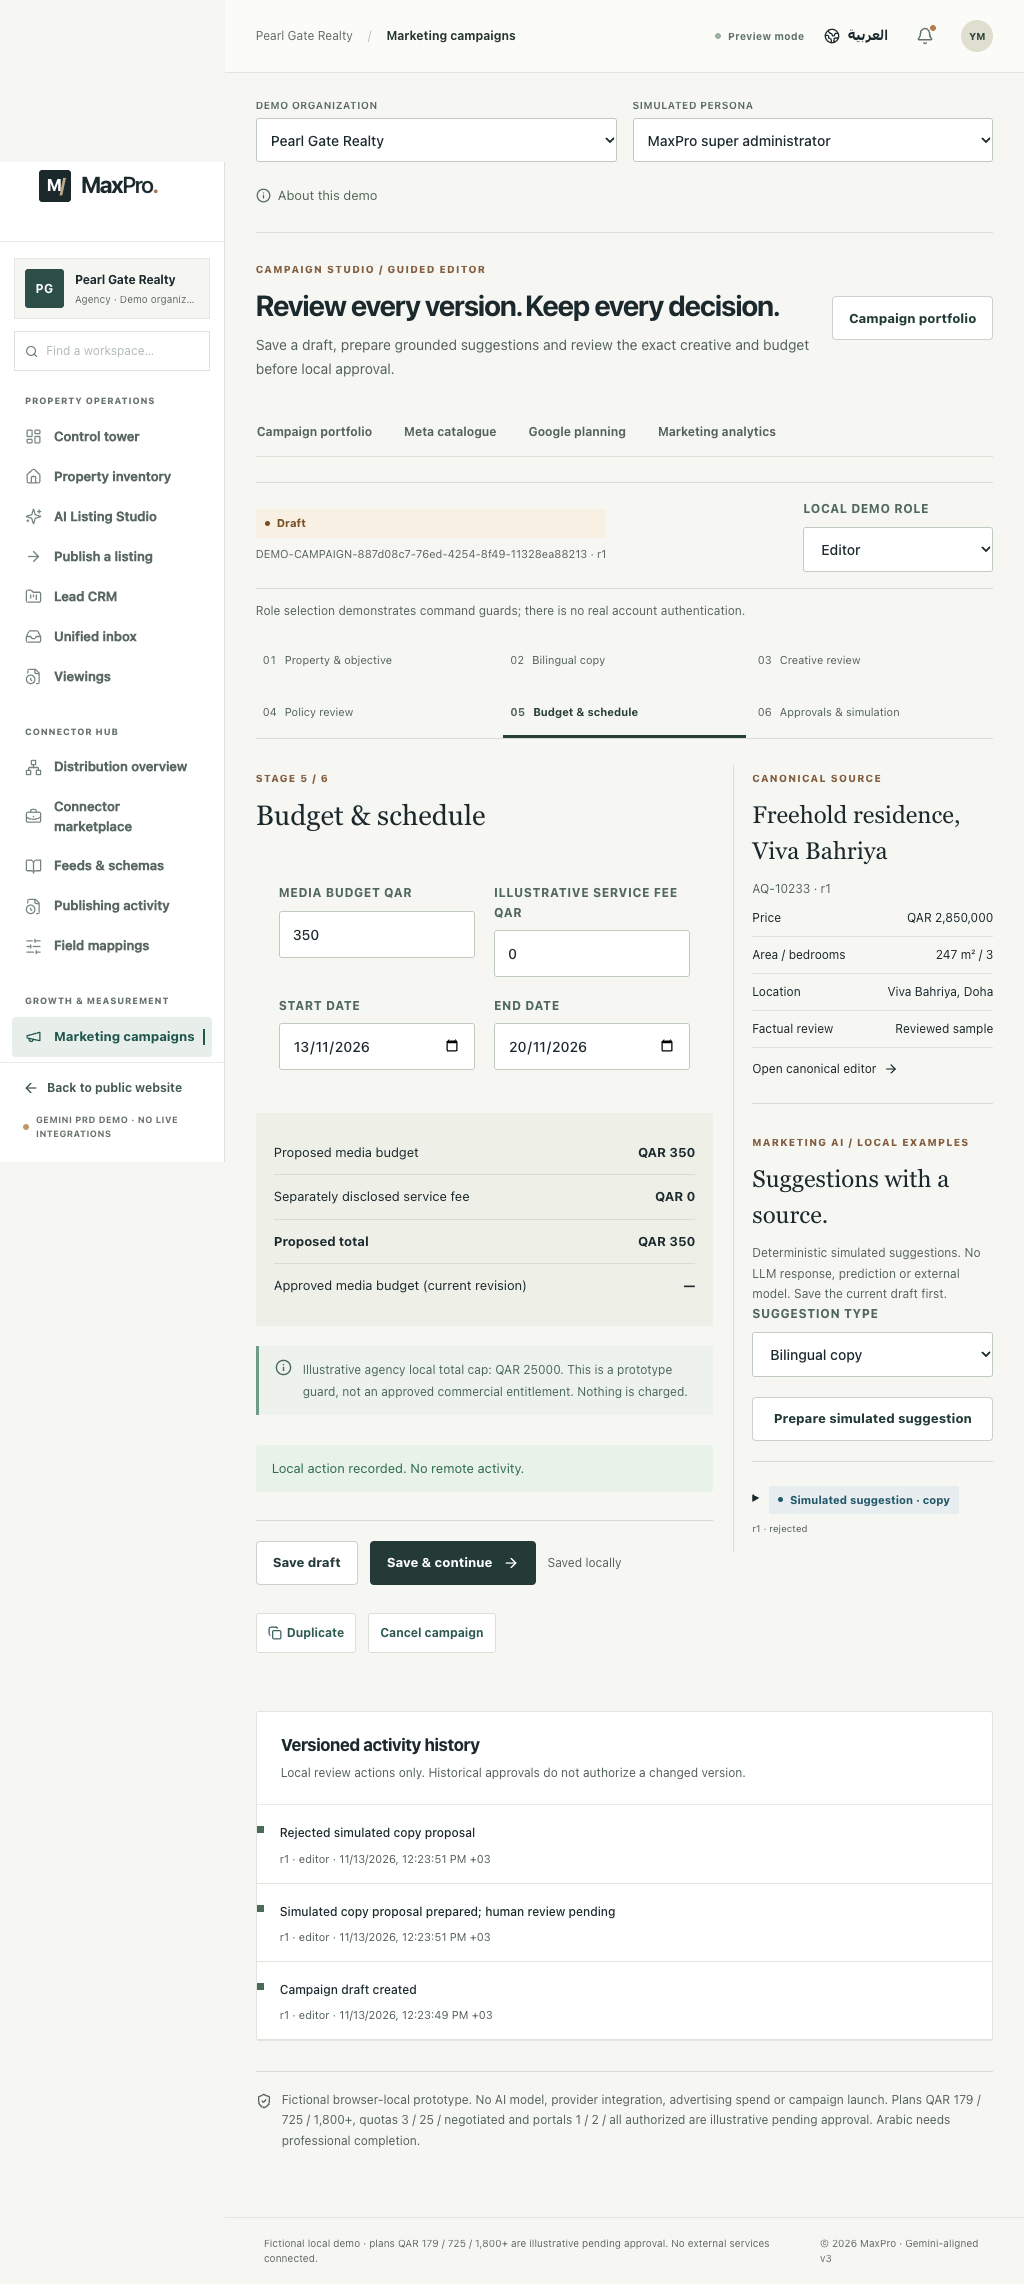 Pearl Gate Realty / Marketing campaigns
Preview mode
العربية
YM
DEMO ORGANIZATION
Pearl Gate Realty
SIMULATED PERSONA
MaxPro super administrator
About this demo
M/ MaxPro.
PG
Pearl Gate Realty
Agency · Demo organiz...
Find a workspace...
PROPERTY OPERATIONS
Control tower
Property inventory
AI Listing Studio
Publish a listing
Lead CRM
Unified inbox
Viewings
CONNECTOR HUB
Distribution overview
Connector
marketplace
Feeds & schemas
Publishing activity
Field mappings
GROWTH & MEASUREMENT
Marketing campaigns
Back to public website
GEMINI PRD DEMO · NO LIVE
INTEGRATIONS
CAMPAIGN STUDIO / GUIDED EDITOR
Review every version. Keep every decision.
Save a draft, prepare grounded suggestions and review the exact creative and budget
before local approval.
Campaign portfolio
Campaign portfolio
Meta catalogue
Google planning
Marketing analytics
Draft
DEMO-CAMPAIGN-887d08c7-76ed-4254-8f49-11328ea88213 · r1
LOCAL DEMO ROLE
Editor
Role selection demonstrates command guards; there is no real account authentication.
01 Property & objective
02 Bilingual copy
03 Creative review
04 Policy review
05 Budget & schedule
06 Approvals & simulation
STAGE 5 / 6
Budget & schedule
MEDIA BUDGET QAR
350
ILLUSTRATIVE SERVICE FEE
QAR
0
START DATE
13/11/2026
END DATE
20/11/2026
Proposed media budget QAR 350
Separately disclosed service fee QAR 0
Proposed total QAR 350
Approved media budget (current revision) —
Illustrative agency local total cap: QAR 25000. This is a prototype
guard, not an approved commercial entitlement. Nothing is charged.
Local action recorded. No remote activity.
Save draft
Save & continue
Saved locally
Duplicate
Cancel campaign
CANONICAL SOURCE
Freehold residence,
Viva Bahriya
AQ-10233 · r1
Price QAR 2,850,000
Area / bedrooms 247 m² / 3
Location Viva Bahriya, Doha
Factual review Reviewed sample
Open canonical editor
MARKETING AI / LOCAL EXAMPLES
Suggestions with a
source.
Deterministic simulated suggestions. No
LLM response, prediction or external
model. Save the current draft first.
SUGGESTION TYPE
Bilingual copy
Prepare simulated suggestion
Simulated suggestion · copy
r1 · rejected
Versioned activity history
Local review actions only. Historical approvals do not authorize a changed version.
Rejected simulated copy proposal
r1 · editor · 11/13/2026, 12:23:51 PM +03
Simulated copy proposal prepared; human review pending
r1 · editor · 11/13/2026, 12:23:51 PM +03
Campaign draft created
r1 · editor · 11/13/2026, 12:23:49 PM +03
Fictional browser-local prototype. No AI model, provider integration, advertising spend or campaign launch. Plans QAR 179 /
725 / 1,800+, quotas 3 / 25 / negotiated and portals 1 / 2 / all authorized are illustrative pending approval. Arabic needs
professional completion.
Fictional local demo · plans QAR 179 / 725 / 1,800+ are illustrative pending approval. No external services
connected.
© 2026 MaxPro · Gemini-aligned
v3